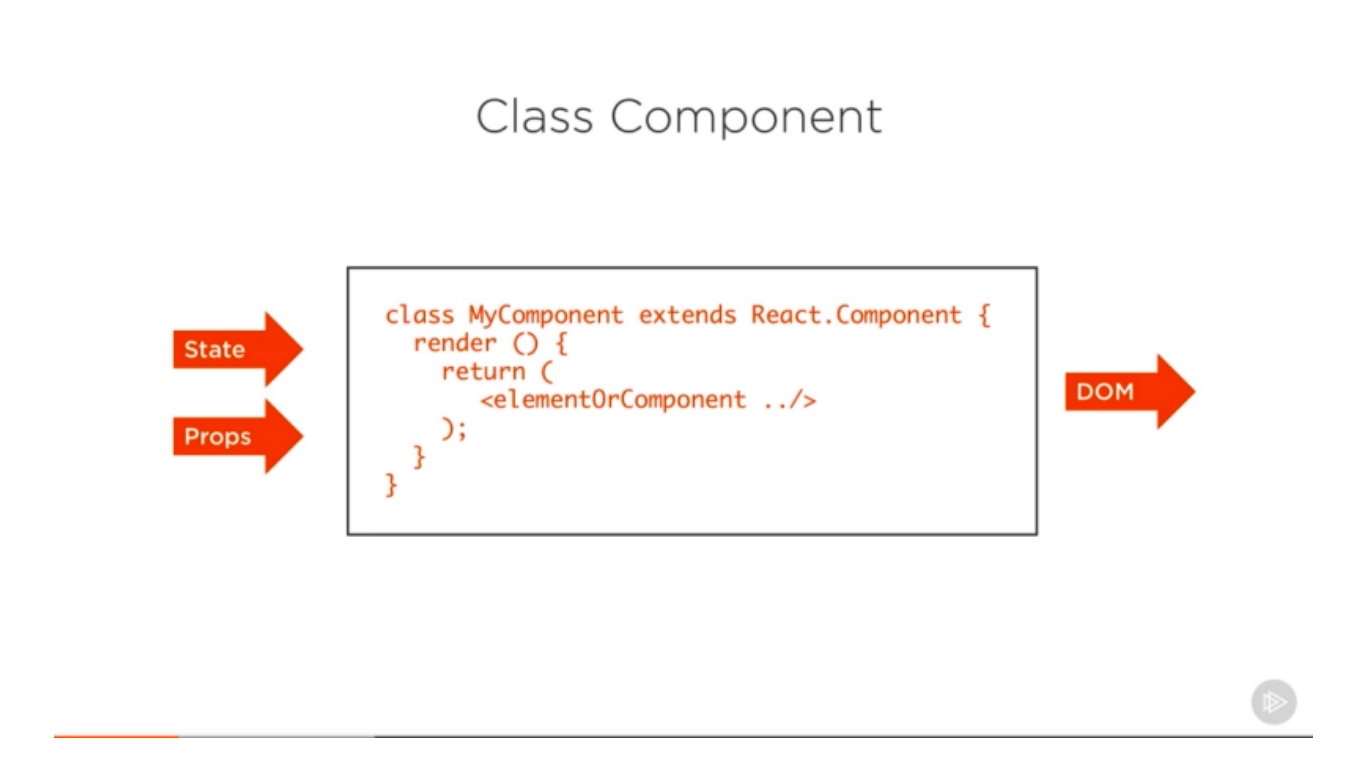 Class Component
State
Props
class MyComponent extends React.Component {
render () {
return (
<elementOrComponent ../>
);
}
}
DOM